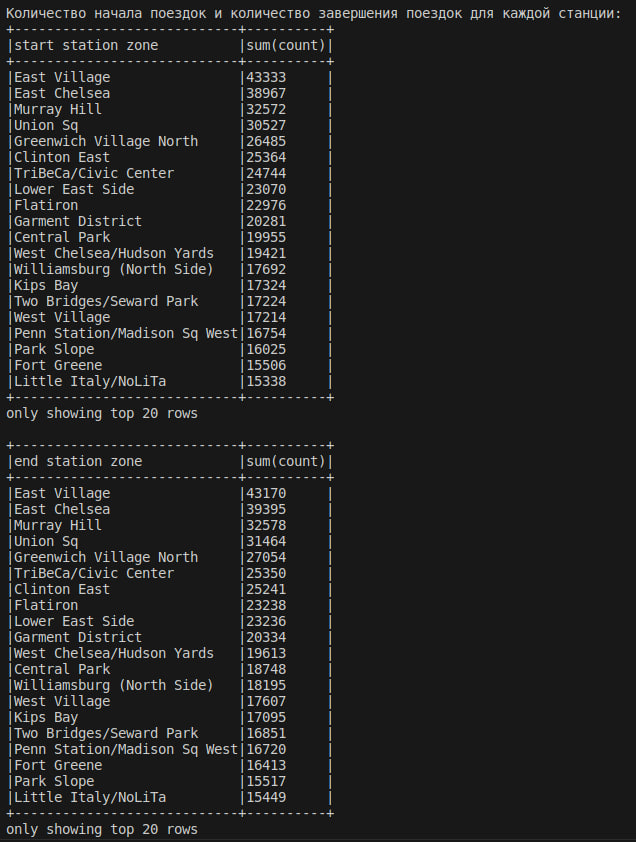 Количество начала поездок и количество завершения поездок для каждой станции:
+----------------------------+----------+
|start station zone          |sum(count)|
+----------------------------+----------+
|East Village                |43333     |
|East Chelsea                |38967     |
|Murray Hill                 |32572     |
|Union Sq                    |30527     |
|Greenwich Village North     |26485     |
|Clinton East                |25364     |
|TriBeCa/Civic Center        |24744     |
|Lower East Side             |23070     |
|Flatiron                    |22976     |
|Garment District            |20281     |
|Central Park                |19955     |
|West Chelsea/Hudson Yards   |19421     |
|Williamsburg (North Side)   |17692     |
|Kips Bay                    |17324     |
|Two Bridges/Seward Park     |17224     |
|West Village                |17214     |
|Penn Station/Madison Sq West|16754     |
|Park Slope                  |16025     |
|Fort Greene                 |15506     |
|Little Italy/NoLiTa         |15338     |
+----------------------------+----------+
only showing top 20 rows

+----------------------------+----------+
|end station zone            |sum(count)|
+----------------------------+----------+
|East Village                |43170     |
|East Chelsea                |39395     |
|Murray Hill                 |32578     |
|Union Sq                    |31464     |
|Greenwich Village North     |27054     |
|TriBeCa/Civic Center        |25350     |
|Clinton East                |25241     |
|Flatiron                    |23238     |
|Lower East Side             |23236     |
|Garment District            |20334     |
|West Chelsea/Hudson Yards   |19613     |
|Central Park                |18748     |
|Williamsburg (North Side)   |18195     |
|West Village                |17607     |
|Kips Bay                    |17095     |
|Two Bridges/Seward Park     |16851     |
|Penn Station/Madison Sq West|16720     |
|Fort Greene                 |16413     |
|Park Slope                  |15517     |
|Little Italy/NoLiTa         |15449     |
+----------------------------+----------+
only showing top 20 rows